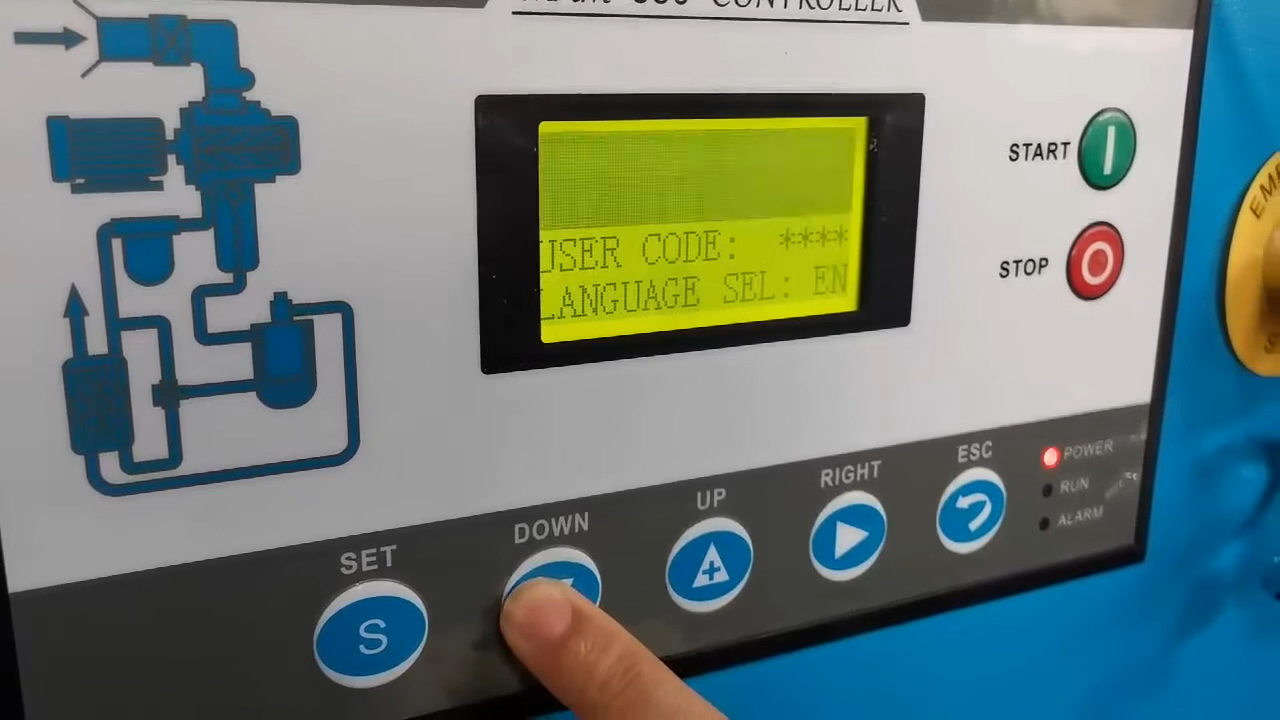 CONTROLLER
USER CODE: ****
LANGUAGE SEL: EN
START
STOP
SET
S
DOWN
UP
RIGHT
ESC
POWER
RUN
ALARM